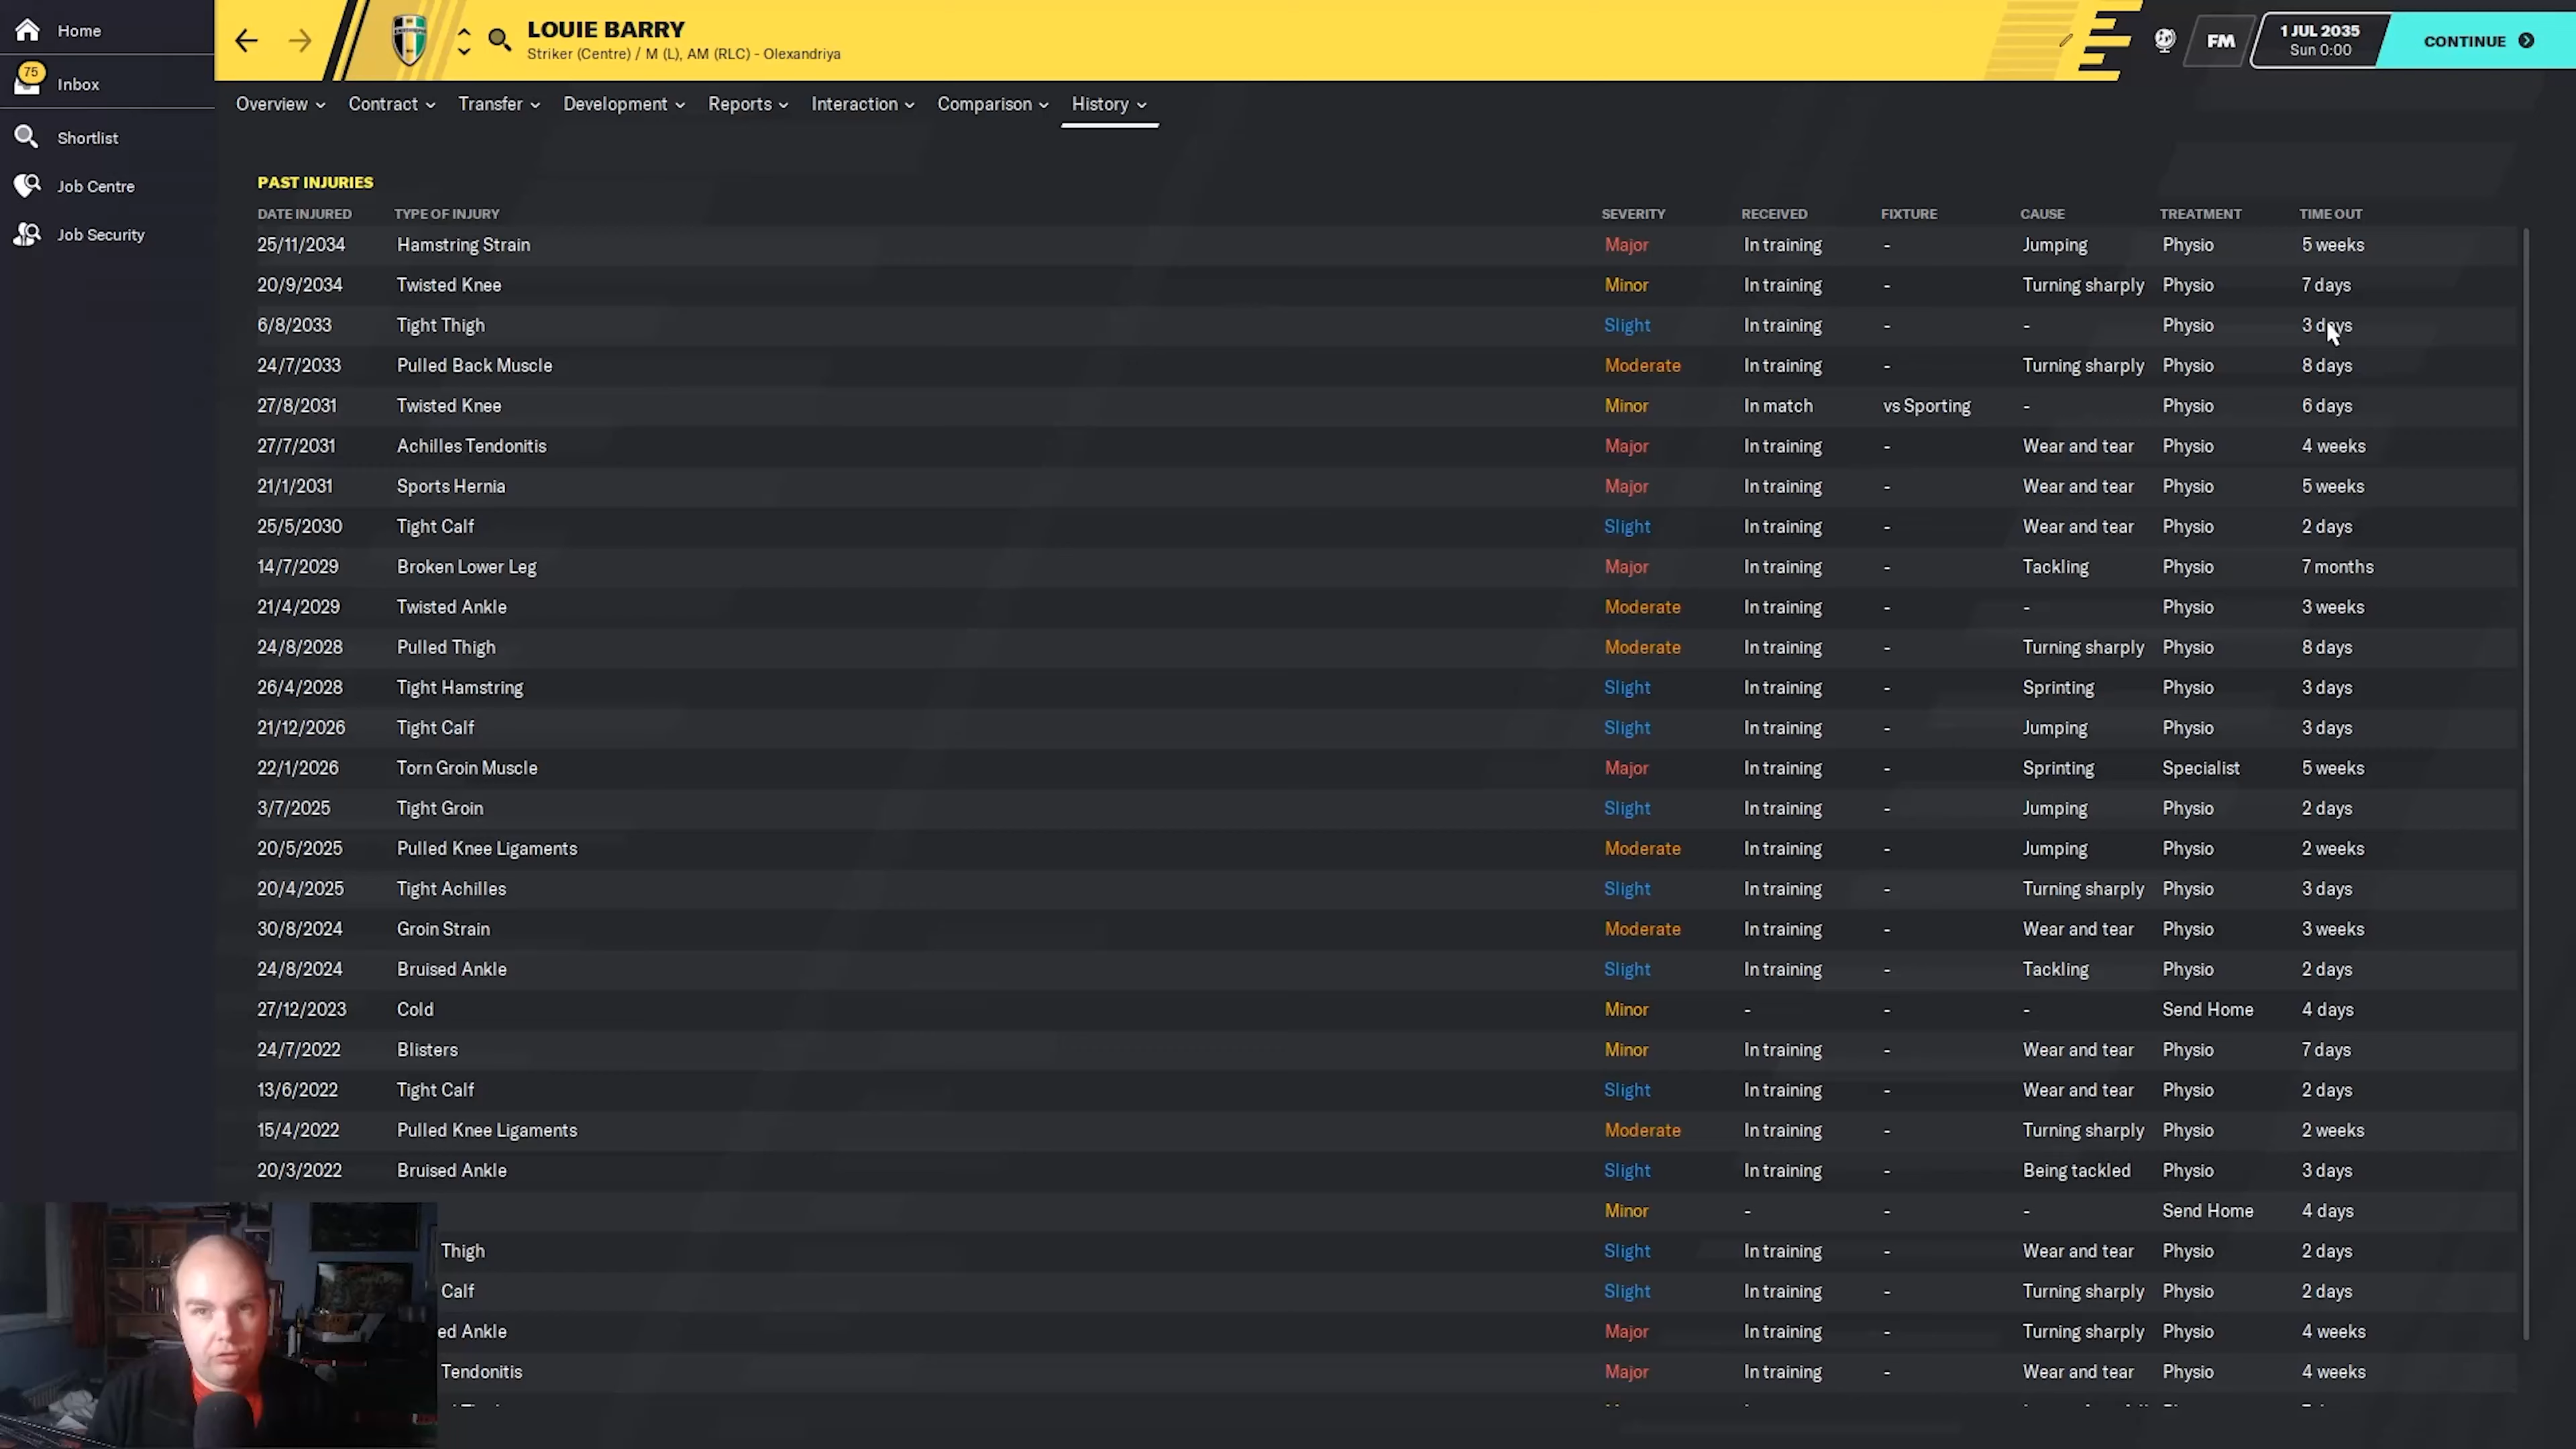 Home
75
Inbox
Shortlist
Job Centre
Job Security
LOUIE BARRY
Striker (Centre) / M (L), AM (RLC) - Olexandriya
FM
1 JUL 2035
Sun 0:00
CONTINUE
Overview Contract Transfer Development Reports Interaction Comparison History
PAST INJURIES
DATE INJURED TYPE OF INJURY SEVERITY RECEIVED FIXTURE CAUSE TREATMENT TIME OUT
25/11/2034 Hamstring Strain Major In training - Jumping Physio 5 weeks
20/9/2034 Twisted Knee Minor In training - Turning sharply Physio 7 days
6/8/2033 Tight Thigh Slight In training - - Physio 3 days
24/7/2033 Pulled Back Muscle Moderate In training - Turning sharply Physio 8 days
27/8/2031 Twisted Knee Minor In match vs Sporting - Physio 6 days
27/7/2031 Achilles Tendonitis Major In training - Wear and tear Physio 4 weeks
21/1/2031 Sports Hernia Major In training - Wear and tear Physio 5 weeks
25/5/2030 Tight Calf Slight In training - Wear and tear Physio 2 days
14/7/2029 Broken Lower Leg Major In training - Tackling Physio 7 months
21/4/2029 Twisted Ankle Moderate In training - - Physio 3 weeks
24/8/2028 Pulled Thigh Moderate In training - Turning sharply Physio 8 days
26/4/2028 Tight Hamstring Slight In training - Sprinting Physio 3 days
21/12/2026 Tight Calf Slight In training - Jumping Physio 3 days
22/1/2026 Torn Groin Muscle Major In training - Sprinting Specialist 5 weeks
3/7/2025 Tight Groin Slight In training - Jumping Physio 2 days
20/5/2025 Pulled Knee Ligaments Moderate In training - Jumping Physio 2 weeks
20/4/2025 Tight Achilles Slight In training - Turning sharply Physio 3 days
30/8/2024 Groin Strain Moderate In training - Wear and tear Physio 3 weeks
24/8/2024 Bruised Ankle Slight In training - Tackling Physio 2 days
27/12/2023 Cold Minor - - - Send Home 4 days
24/7/2022 Blisters Minor In training - Wear and tear Physio 7 days
13/6/2022 Tight Calf Slight In training - Wear and tear Physio 2 days
15/4/2022 Pulled Knee Ligaments Moderate In training - Turning sharply Physio 2 weeks
20/3/2022 Bruised Ankle Slight In training - Being tackled Physio 3 days
Minor - - - Send Home 4 days
Thigh Slight In training - Wear and tear Physio 2 days
Calf Slight In training - Turning sharply Physio 2 days
ed Ankle Major In training - Turning sharply Physio 4 weeks
Tendonitis Major In training - Wear and tear Physio 4 weeks